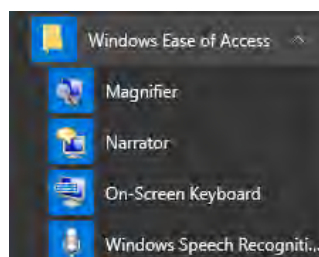 Windows Ease of Access
Magnifier
Narrator
On-Screen Keyboard
Windows Speech Recogniti...